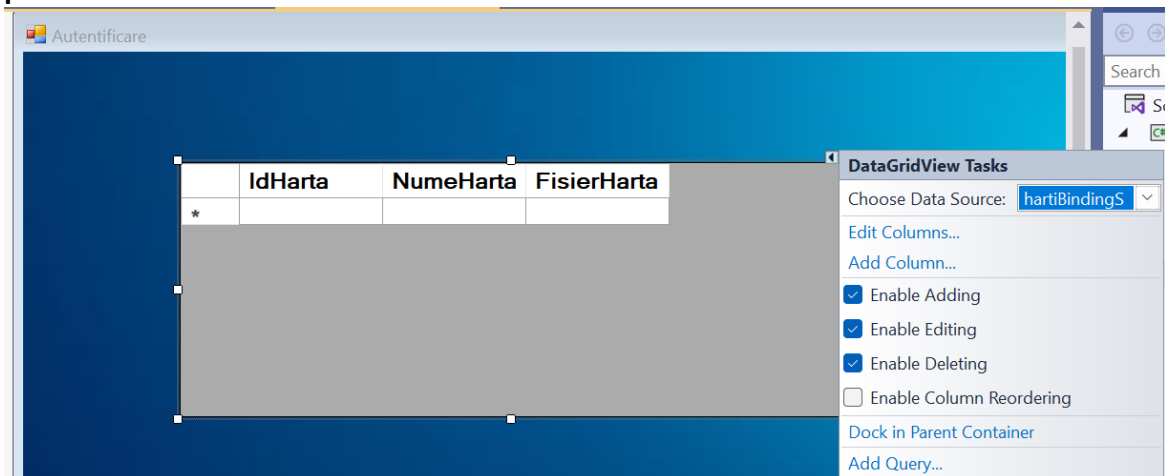 Autentificare
Search
IdHarta NumeHarta FisierHarta
*
DataGridView Tasks
Choose Data Source: hartiBindingS
Edit Columns...
Add Column...
Enable Adding
Enable Editing
Enable Deleting
Enable Column Reordering
Dock in Parent Container
Add Query...